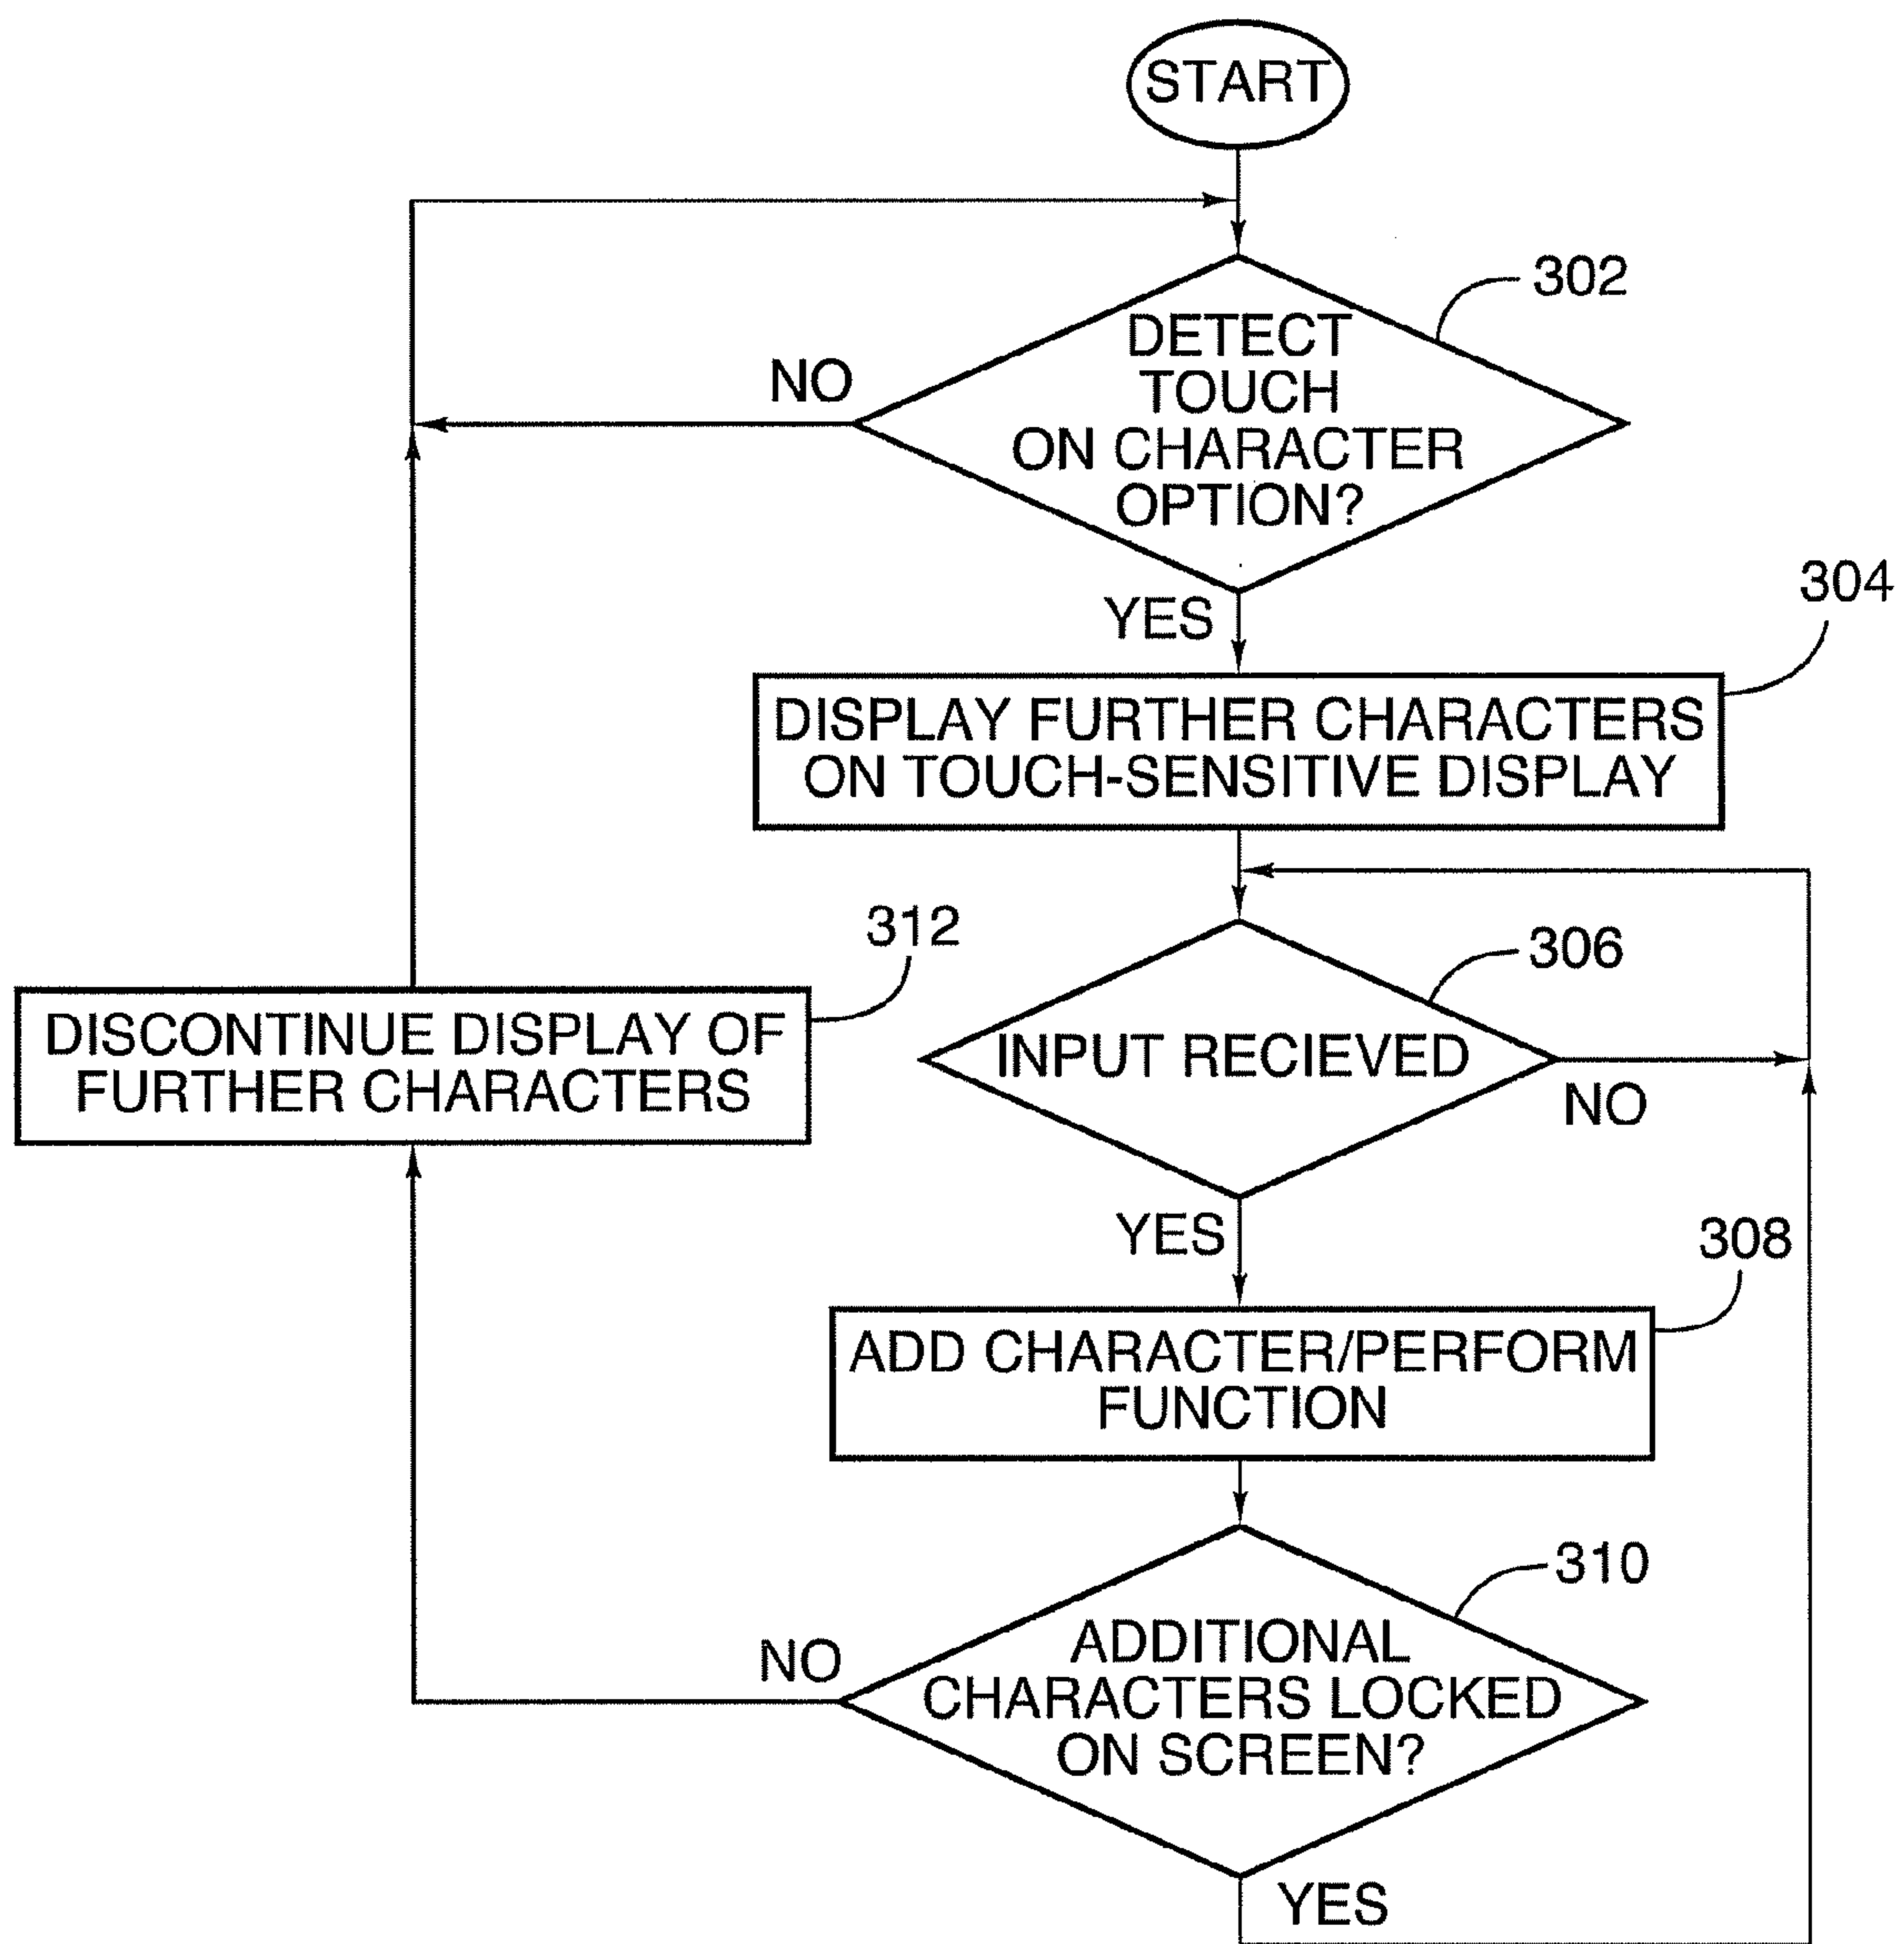 START
302
DETECT
TOUCH
ON CHARACTER
OPTION?
NO
YES
304
DISPLAY FURTHER CHARACTERS
ON TOUCH-SENSITIVE DISPLAY
312
DISCONTINUE DISPLAY OF
FURTHER CHARACTERS
306
INPUT RECIEVED
NO
YES
308
ADD CHARACTER/PERFORM
FUNCTION
310
ADDITIONAL
CHARACTERS LOCKED
ON SCREEN?
NO
YES